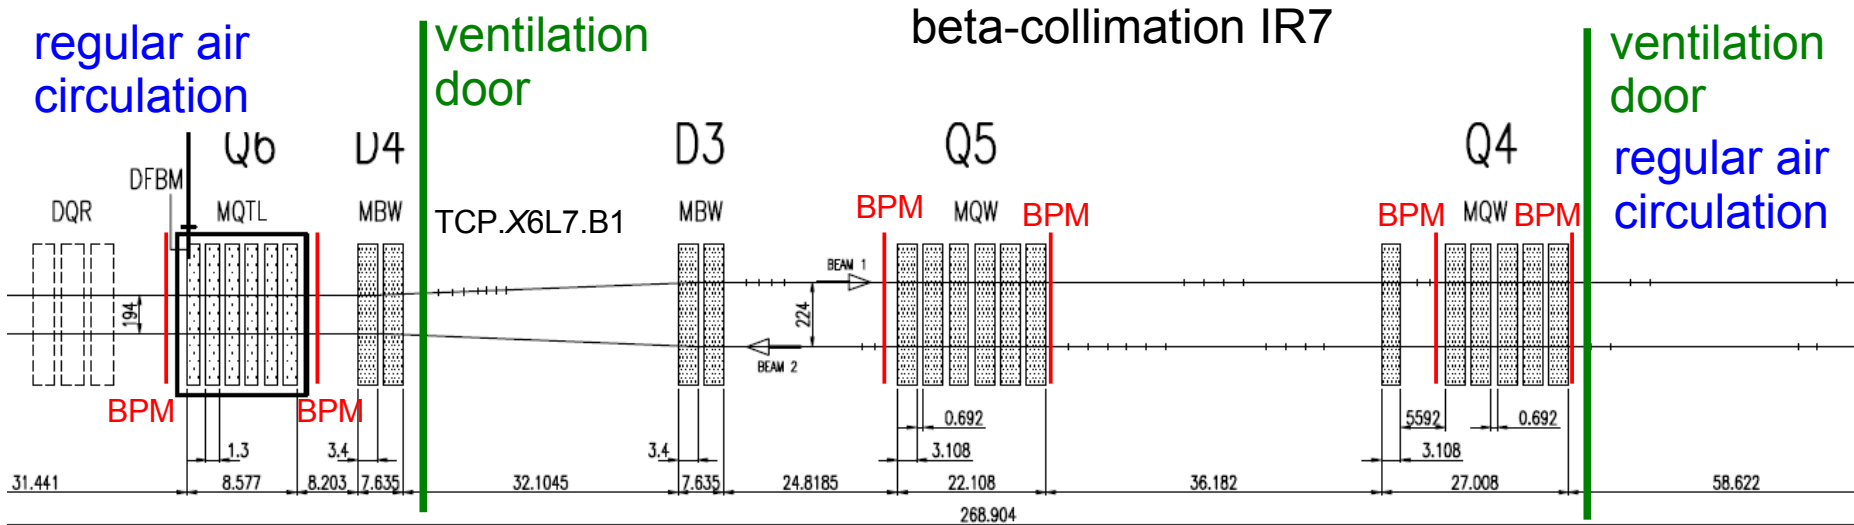 beta-collimation IR7
regular air
circulation
ventilation
door
ventilation
door
regular air
circulation
Q6
D4
D3
Q5
Q4
DFBM
DQR
MQTL
MBW
TCP.X6L7.B1
MBW
BPM
MQW
BPM
BPM
MQW
BPM
BEAM 1
194
224
BEAM 2
BPM
BPM
0.692
5592
0.692
1.3
3.4
3.4
3.108
3.108
31.441
8.577
8.203
7.635
32.1045
7.635
24.8185
22.108
36.182
27.008
58.622
268.904